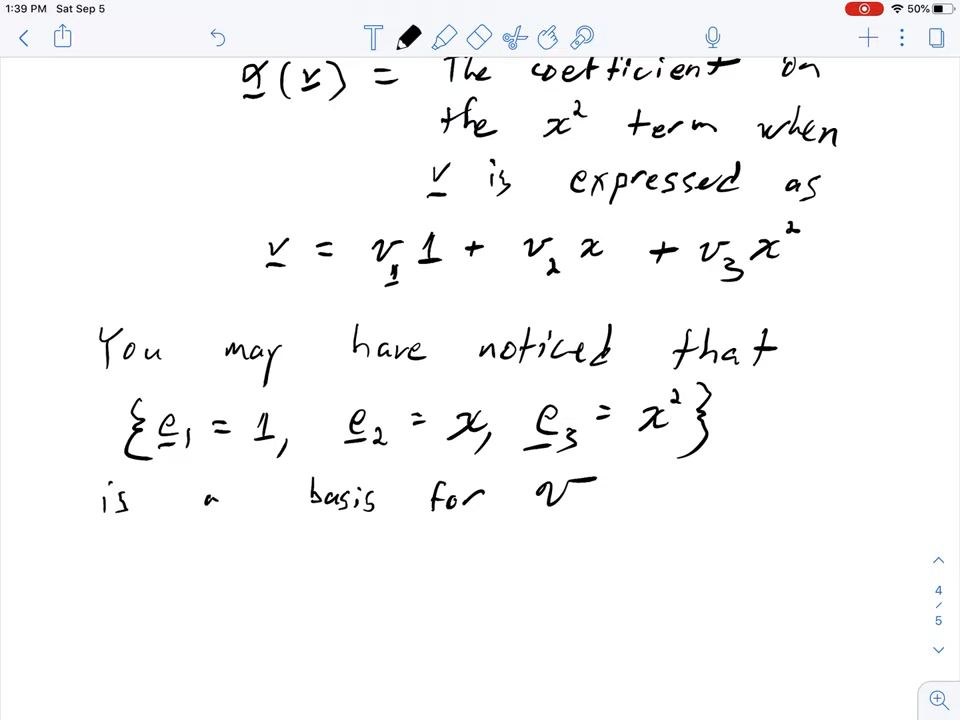 1:39 PM Sat Sep 5
50%
α(v) = The coefficient on
the x² term when
v is expressed as
v = v₁1 + v₂x + v₃x²
You may have noticed that
{e₁ = 1, e₂ = x, e₃ = x²}
is a basis for V
4
/
5